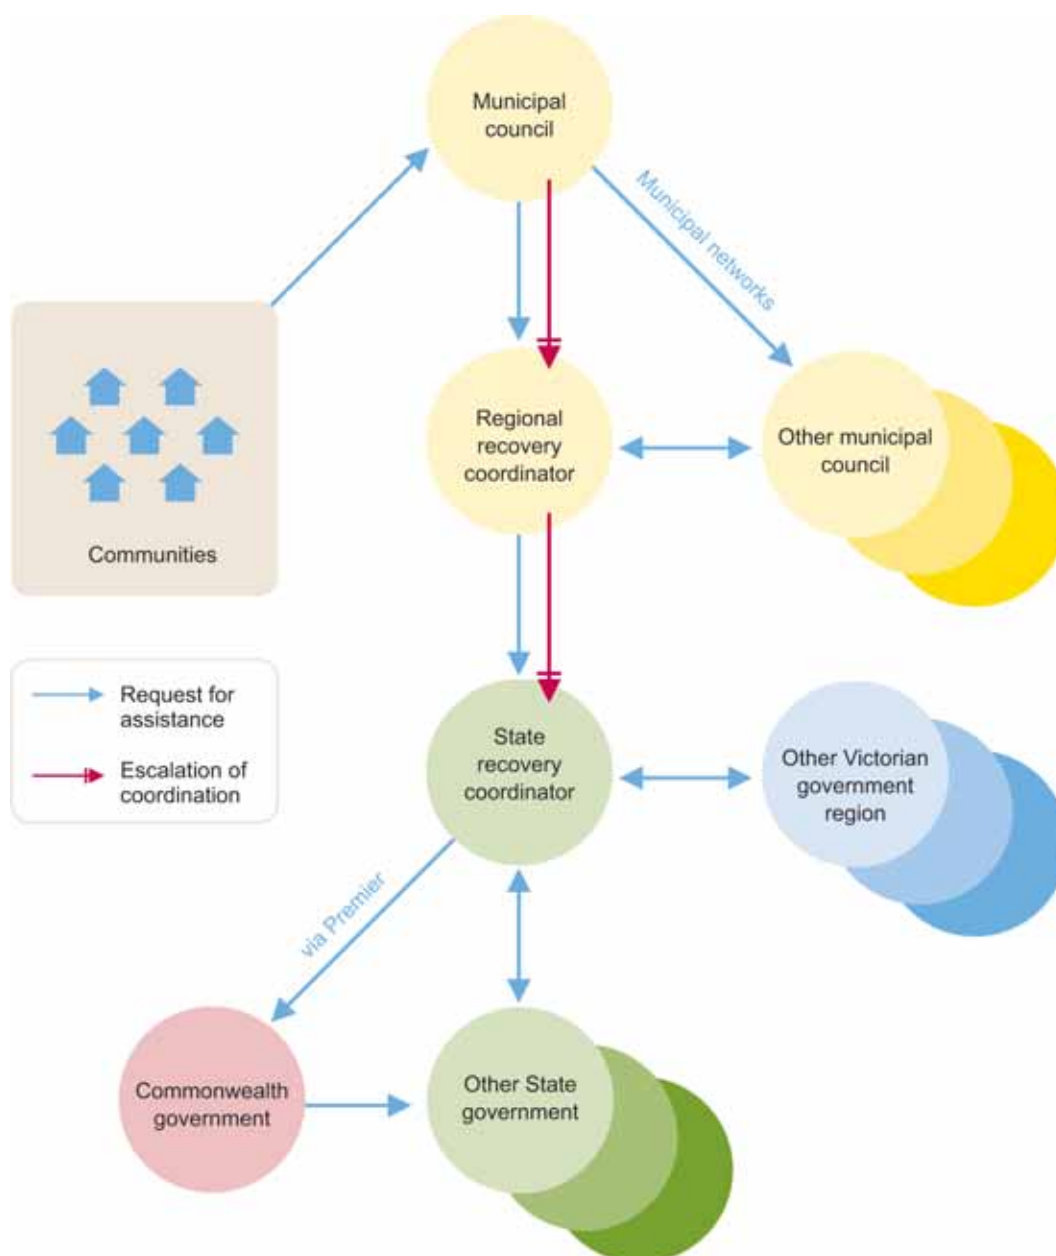 Municipal
council
Municipal networks
Regional
recovery
coordinator
Other municipal
council
Communities
Request for
assistance
Escalation of
coordination
State
recovery
coordinator
Other Victorian
government
region
via Premier
Commonwealth
government
Other State
government